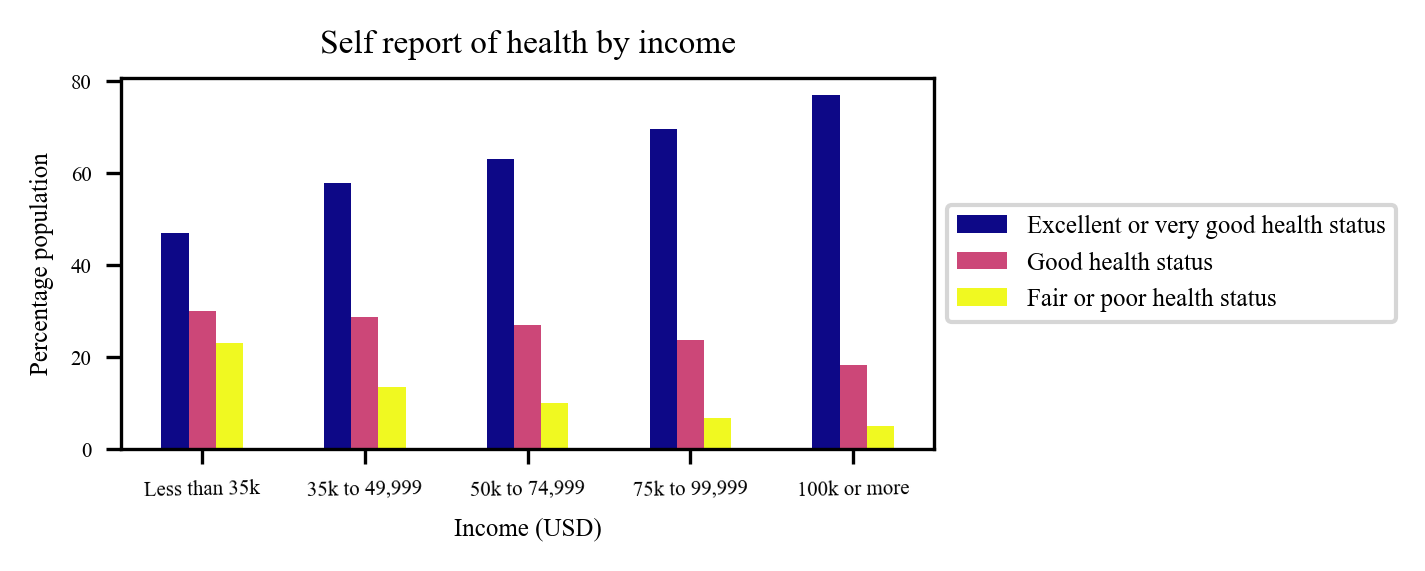 Self report of health by income
80
60
40
20
0
Percentage population
Less than 35k
35k to 49,999
50k to 74,999
75k to 99,999
100k or more
Income (USD)
Excellent or very good health status
Good health status
Fair or poor health status